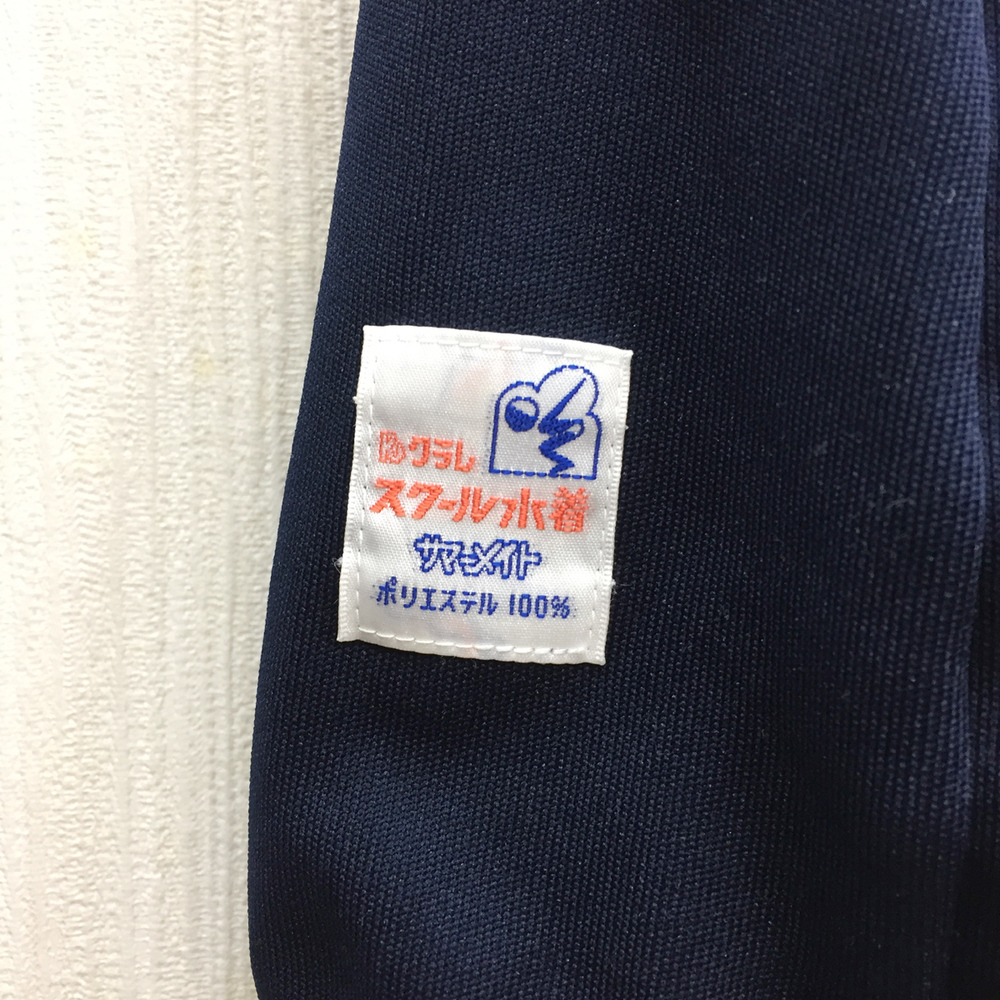 クラレ
スクール水着
サマーメイト
ポリエステル 100%